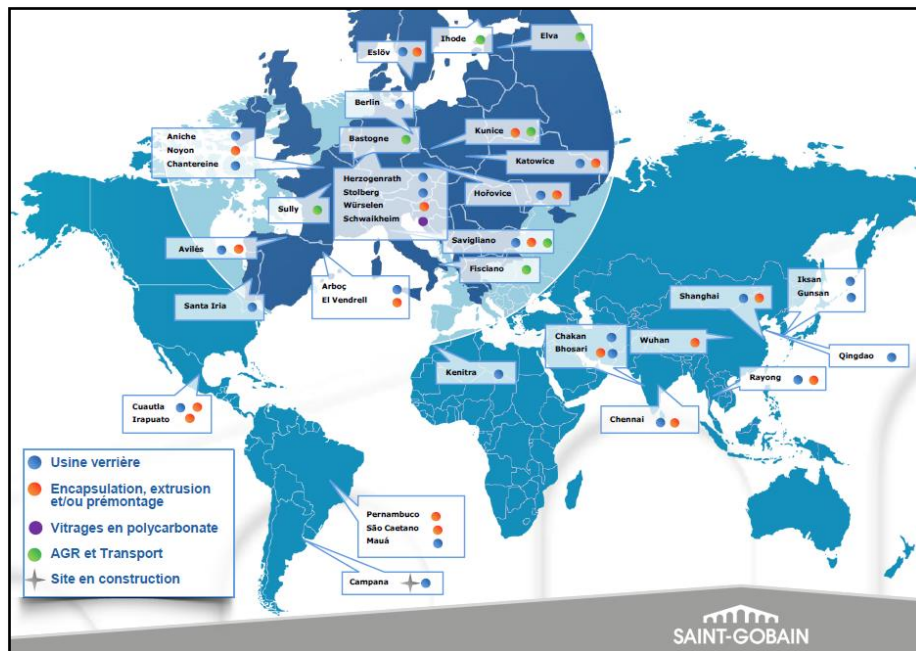 Ihode
Elva
Eslöv
Berlin
Bastogne
Kunice
Aniche
Noyon
Chantereine
Katowice
Herzogenrath
Stolberg
Würselen
Schwaikheim
Hořovice
Sully
Avilès
Savigliano
Fisciano
Arboç
El Vendrell
Santa Iria
Iksan
Gunsan
Shanghai
Chakan
Bhosari
Wuhan
Qingdao
Kenitra
Rayong
Cuautla
Irapuato
Chennai
Usine verrière
Encapsulation, extrusion
et/ou prémontage
Vitrages en polycarbonate
AGR et Transport
Site en construction
Pernambuco
São Caetano
Mauá
Campana
SAINT-GOBAIN